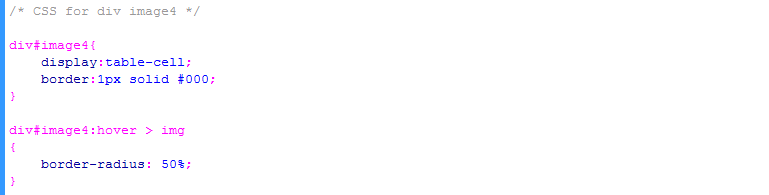 /* CSS for div image4 */
div#image4{
display:table-cell;
border:1px solid #000;
}
div#image4:hover > img
{
border-radius: 50%;
}